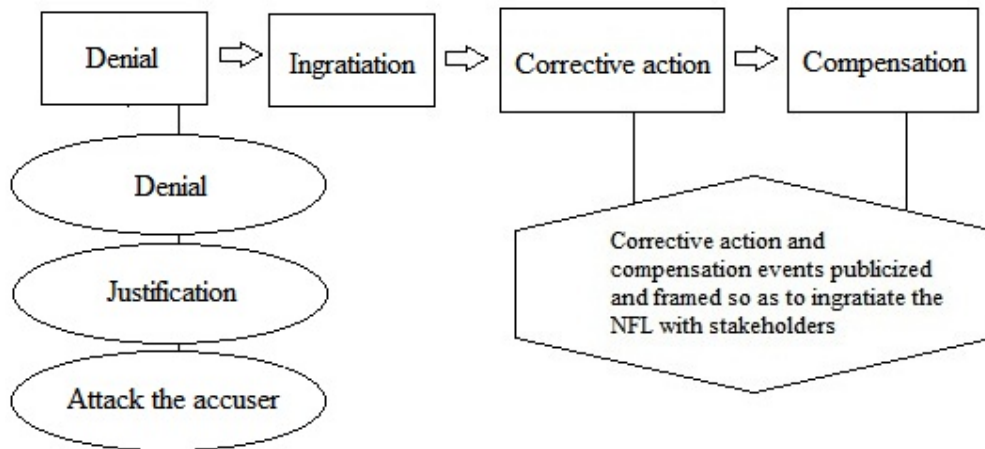 Denial
Ingratiation
Corrective action
Compensation
Denial
Justification
Attack the accuser
Corrective action and
compensation events publicized
and framed so as to ingratiate the
NFL with stakeholders